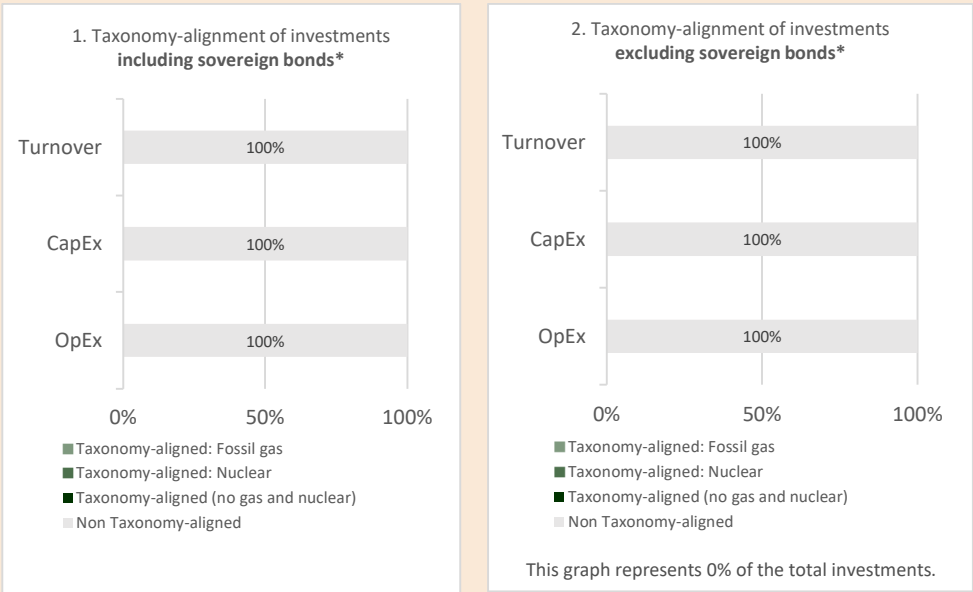 1. Taxonomy-alignment of investments
including sovereign bonds*
Turnover
100%
CapEx
100%
OpEx
100%
0%
50%
100%
Taxonomy-aligned: Fossil gas
Taxonomy-aligned: Nuclear
Taxonomy-aligned (no gas and nuclear)
Non Taxonomy-aligned
2. Taxonomy-alignment of investments
excluding sovereign bonds*
Turnover
100%
CapEx
100%
OpEx
100%
0%
50%
100%
Taxonomy-aligned: Fossil gas
Taxonomy-aligned: Nuclear
Taxonomy-aligned (no gas and nuclear)
Non Taxonomy-aligned
This graph represents 0% of the total investments.